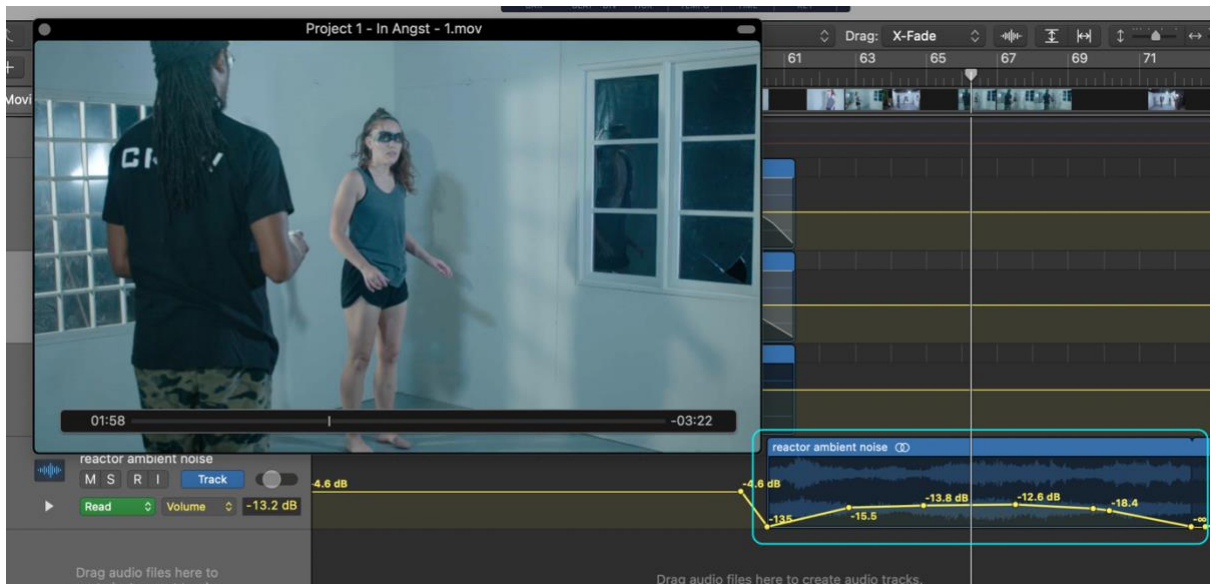 Project 1 - In Angst - 1.mov
Drag: X-Fade
61 63 65 67 69 71
Movi
01:58 -03:22
reactor ambient noise
M S R I Track
Read Volume -13.2 dB
-4.6 dB
-4.6 dB
reactor ambient noise
-135
-15.5
-13.8 dB
-12.6 dB
-18.4
-∞
Drag audio files here to
Drag audio files here to create audio tracks.